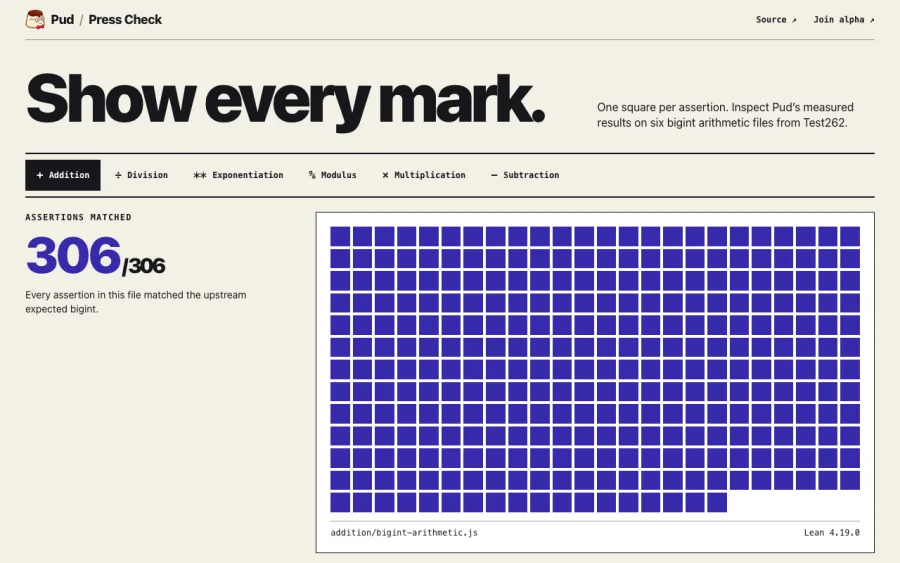 Pud / Press Check
Source ↗ Join alpha ↗
Show every mark.
One square per assertion. Inspect Pud's measured
results on six bigint arithmetic files from Test262.
+ Addition ÷ Division ** Exponentiation % Modulus × Multiplication − Subtraction
ASSERTIONS MATCHED
306/306
Every assertion in this file matched the upstream
expected bigint.
addition/bigint-arithmetic.js Lean 4.19.0